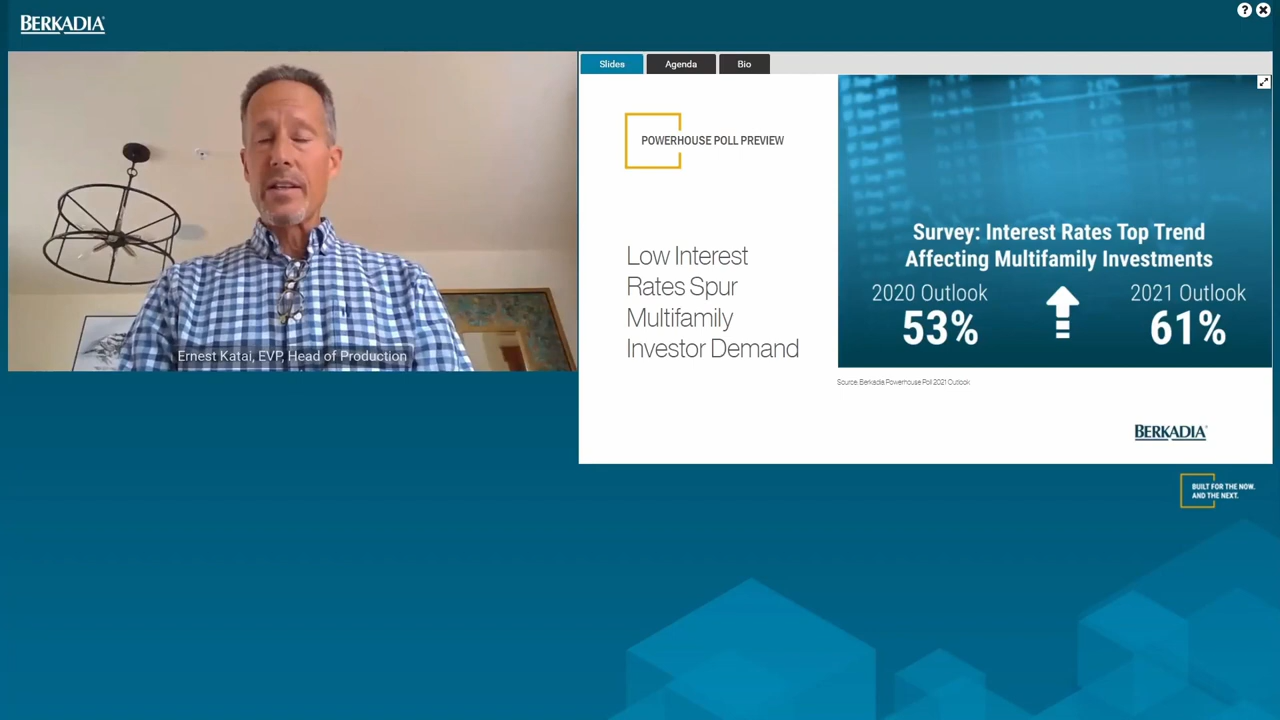 BERKADIA
Ernest Katai, EVP, Head of Production
Slides
Agenda
Bio
POWERHOUSE POLL PREVIEW
Low Interest
Rates Spur
Multifamily
Investor Demand
Survey: Interest Rates Top Trend
Affecting Multifamily Investments
2020 Outlook
53%
2021 Outlook
61%
Source: Berkadia Powerhouse Poll 2021 Outlook
BERKADIA
BUILT FOR THE NOW.
AND THE NEXT.